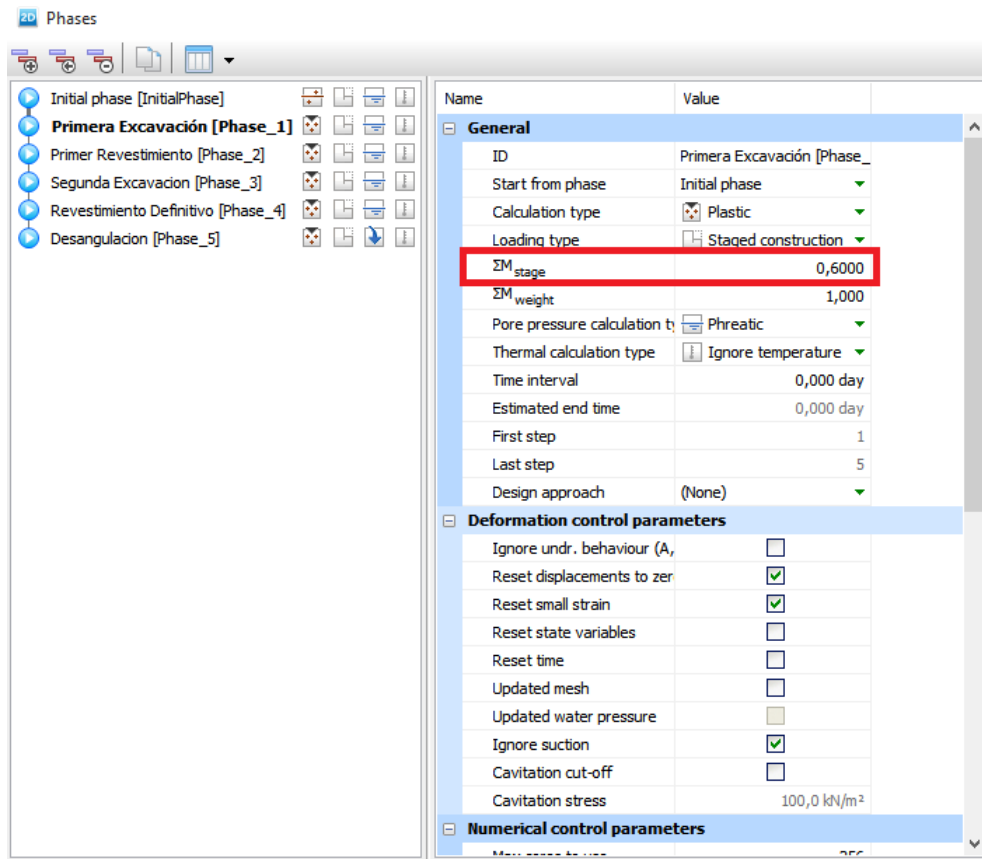 2D Phases
Initial phase [InitialPhase]
Primera Excavación [Phase_1]
Primer Revestimiento [Phase_2]
Segunda Excavacion [Phase_3]
Revestimiento Definitivo [Phase_4]
Desangulacion [Phase_5]
Name Value
General
ID Primera Excavación [Phase_
Start from phase Initial phase
Calculation type Plastic
Loading type Staged construction
ΣM stage 0,6000
ΣM weight 1,000
Pore pressure calculation ty Phreatic
Thermal calculation type Ignore temperature
Time interval 0,000 day
Estimated end time 0,000 day
First step 1
Last step 5
Design approach (None)
Deformation control parameters
Ignore undr. behaviour (A,
Reset displacements to zer
Reset small strain
Reset state variables
Reset time
Updated mesh
Updated water pressure
Ignore suction
Cavitation cut-off
Cavitation stress 100,0 kN/m²
Numerical control parameters